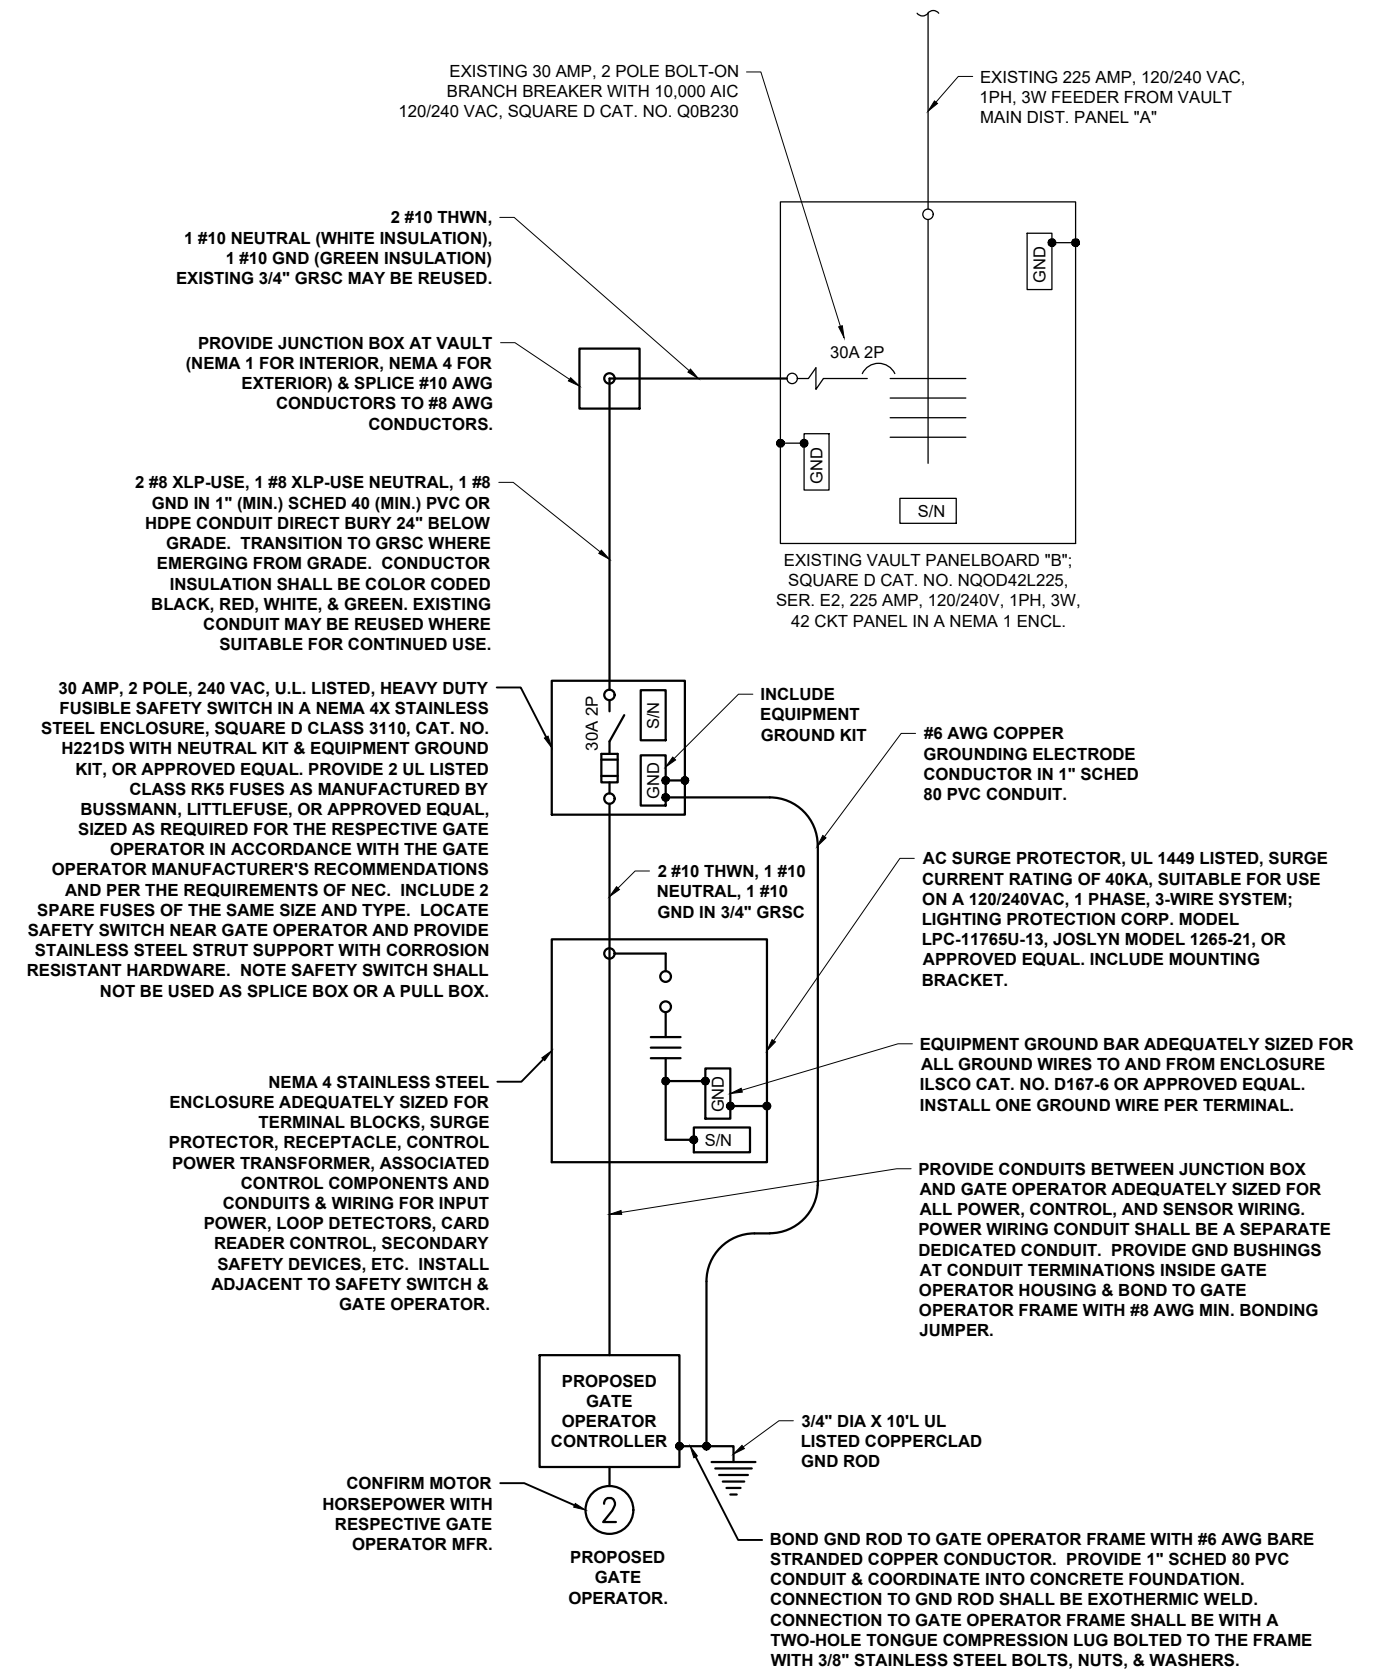 EXISTING 30 AMP, 2 POLE BOLT-ON
BRANCH BREAKER WITH 10,000 AIC
120/240 VAC, SQUARE D CAT. NO. Q0B230
EXISTING 225 AMP, 120/240 VAC,
1PH, 3W FEEDER FROM VAULT
MAIN DIST. PANEL "A"
2 #10 THWN,
1 #10 NEUTRAL (WHITE INSULATION),
1 #10 GND (GREEN INSULATION)
EXISTING 3/4" GRSC MAY BE REUSED.
GND
PROVIDE JUNCTION BOX AT VAULT
(NEMA 1 FOR INTERIOR, NEMA 4 FOR
EXTERIOR) & SPLICE #10 AWG
CONDUCTORS TO #8 AWG
CONDUCTORS.
30A 2P
GND
S/N
EXISTING VAULT PANELBOARD "B";
SQUARE D CAT. NO. NQOD42L225,
SER. E2, 225 AMP, 120/240V, 1PH, 3W,
42 CKT PANEL IN A NEMA 1 ENCL.
2 #8 XLP-USE, 1 #8 XLP-USE NEUTRAL, 1 #8
GND IN 1" (MIN.) SCHED 40 (MIN.) PVC OR
HDPE CONDUIT DIRECT BURY 24" BELOW
GRADE. TRANSITION TO GRSC WHERE
EMERGING FROM GRADE. CONDUCTOR
INSULATION SHALL BE COLOR CODED
BLACK, RED, WHITE, & GREEN. EXISTING
CONDUIT MAY BE REUSED WHERE
SUITABLE FOR CONTINUED USE.
30 AMP, 2 POLE, 240 VAC, U.L. LISTED, HEAVY DUTY
FUSIBLE SAFETY SWITCH IN A NEMA 4X STAINLESS
STEEL ENCLOSURE, SQUARE D CLASS 3110, CAT. NO.
H221DS WITH NEUTRAL KIT & EQUIPMENT GROUND
KIT, OR APPROVED EQUAL. PROVIDE 2 UL LISTED
CLASS RK5 FUSES AS MANUFACTURED BY
BUSSMANN, LITTLEFUSE, OR APPROVED EQUAL,
SIZED AS REQUIRED FOR THE RESPECTIVE GATE
OPERATOR IN ACCORDANCE WITH THE GATE
OPERATOR MANUFACTURER'S RECOMMENDATIONS
AND PER THE REQUIREMENTS OF NEC. INCLUDE 2
SPARE FUSES OF THE SAME SIZE AND TYPE. LOCATE
SAFETY SWITCH NEAR GATE OPERATOR AND PROVIDE
STAINLESS STEEL STRUT SUPPORT WITH CORROSION
RESISTANT HARDWARE. NOTE SAFETY SWITCH SHALL
NOT BE USED AS SPLICE BOX OR A PULL BOX.
30A 2P
S/N
GND
INCLUDE
EQUIPMENT
GROUND KIT
#6 AWG COPPER
GROUNDING ELECTRODE
CONDUCTOR IN 1" SCHED
80 PVC CONDUIT.
2 #10 THWN, 1 #10
NEUTRAL, 1 #10
GND IN 3/4" GRSC
AC SURGE PROTECTOR, UL 1449 LISTED, SURGE
CURRENT RATING OF 40KA, SUITABLE FOR USE
ON A 120/240VAC, 1 PHASE, 3-WIRE SYSTEM;
LIGHTING PROTECTION CORP. MODEL
LPC-11765U-13, JOSLYN MODEL 1265-21, OR
APPROVED EQUAL. INCLUDE MOUNTING
BRACKET.
EQUIPMENT GROUND BAR ADEQUATELY SIZED FOR
ALL GROUND WIRES TO AND FROM ENCLOSURE
ILSCO CAT. NO. D167-6 OR APPROVED EQUAL.
INSTALL ONE GROUND WIRE PER TERMINAL.
GND
S/N
NEMA 4 STAINLESS STEEL
ENCLOSURE ADEQUATELY SIZED FOR
TERMINAL BLOCKS, SURGE
PROTECTOR, RECEPTACLE, CONTROL
POWER TRANSFORMER, ASSOCIATED
CONTROL COMPONENTS AND
CONDUITS & WIRING FOR INPUT
POWER, LOOP DETECTORS, CARD
READER CONTROL, SECONDARY
SAFETY DEVICES, ETC. INSTALL
ADJACENT TO SAFETY SWITCH &
GATE OPERATOR.
PROVIDE CONDUITS BETWEEN JUNCTION BOX
AND GATE OPERATOR ADEQUATELY SIZED FOR
ALL POWER, CONTROL, AND SENSOR WIRING.
POWER WIRING CONDUIT SHALL BE A SEPARATE
DEDICATED CONDUIT. PROVIDE GND BUSHINGS
AT CONDUIT TERMINATIONS INSIDE GATE
OPERATOR HOUSING & BOND TO GATE
OPERATOR FRAME WITH #8 AWG MIN. BONDING
JUMPER.
PROPOSED
GATE
OPERATOR
CONTROLLER
3/4" DIA X 10'L UL
LISTED COPPERCLAD
GND ROD
CONFIRM MOTOR
HORSEPOWER WITH
RESPECTIVE GATE
OPERATOR MFR.
2
PROPOSED
GATE
OPERATOR.
BOND GND ROD TO GATE OPERATOR FRAME WITH #6 AWG BARE
STRANDED COPPER CONDUCTOR. PROVIDE 1" SCHED 80 PVC
CONDUIT & COORDINATE INTO CONCRETE FOUNDATION.
CONNECTION TO GND ROD SHALL BE EXOTHERMIC WELD.
CONNECTION TO GATE OPERATOR FRAME SHALL BE WITH A
TWO-HOLE TONGUE COMPRESSION LUG BOLTED TO THE FRAME
WITH 3/8" STAINLESS STEEL BOLTS, NUTS, & WASHERS.